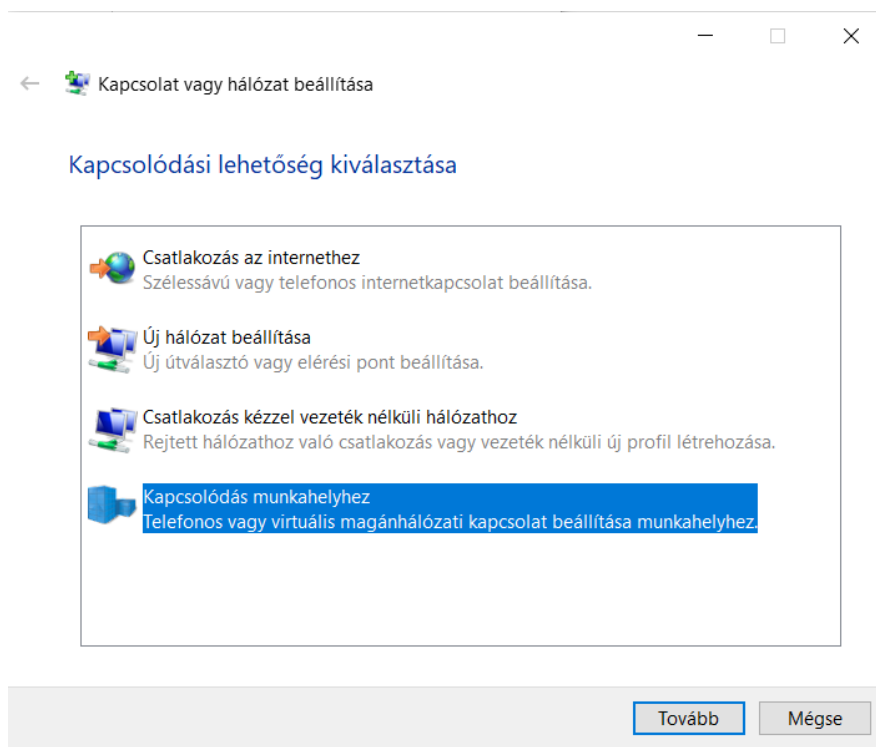 Kapcsolat vagy hálózat beállítása
Kapcsolódási lehetőség kiválasztása
Csatlakozás az internethez
Szélessávú vagy telefonos internetkapcsolat beállítása.
Új hálózat beállítása
Új útválasztó vagy elérési pont beállítása.
Csatlakozás kézzel vezeték nélküli hálózathoz
Rejtett hálózathoz való csatlakozás vagy vezeték nélküli új profil létrehozása.
Kapcsolódás munkahelyhez
Telefonos vagy virtuális magánhálózati kapcsolat beállítása munkahelyhez.
Tovább
Mégse